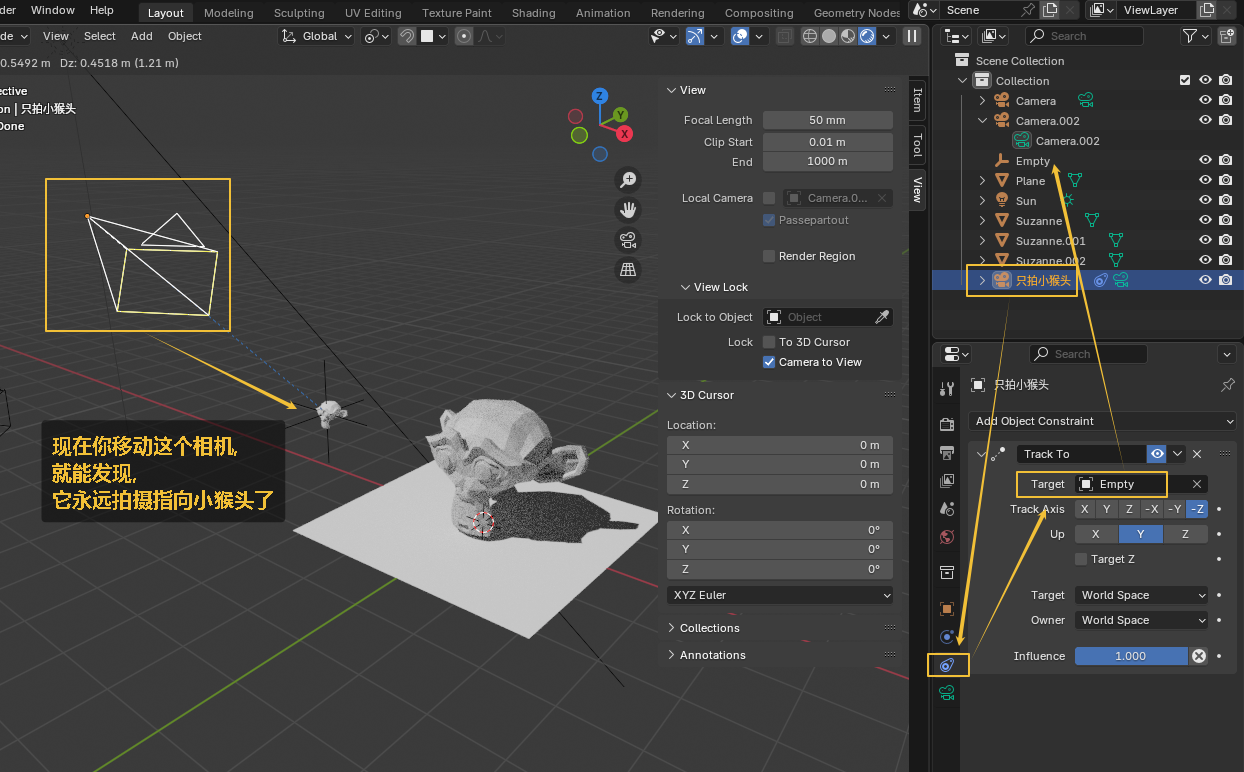 der Window Help Layout Modeling Sculpting UV Editing Texture Paint Shading Animation Rendering Compositing Geometry Nodes Scene ViewLayer
de View Select Add Object Global Search
0.5492 m Dz: 0.4518 m (1.21 m)
ective
on | 只拍小猴头
Done
Z
Y
X
现在你移动这个相机,
就能发现,
它永远拍摄指向小猴头了
View
Focal Length 50 mm
Clip Start 0.01 m
End 1000 m
Local Camera Camera.0...
Passepartout
Render Region
View Lock
Lock to Object Object
Lock To 3D Cursor
Camera to View
3D Cursor
Location:
X 0 m
Y 0 m
Z 0 m
Rotation:
X 0°
Y 0°
Z 0°
XYZ Euler
Collections
Annotations
Item
Tool
View
Scene Collection
Collection
Camera
Camera.002
Camera.002
Empty
Plane
Sun
Suzanne
Suzanne.001
Suzanne.002
只拍小猴头
Search
只拍小猴头
Add Object Constraint
Track To
Target Empty
Track Axis X Y Z -X -Y -Z
Up X Y Z
Target Z
Target World Space
Owner World Space
Influence 1.000